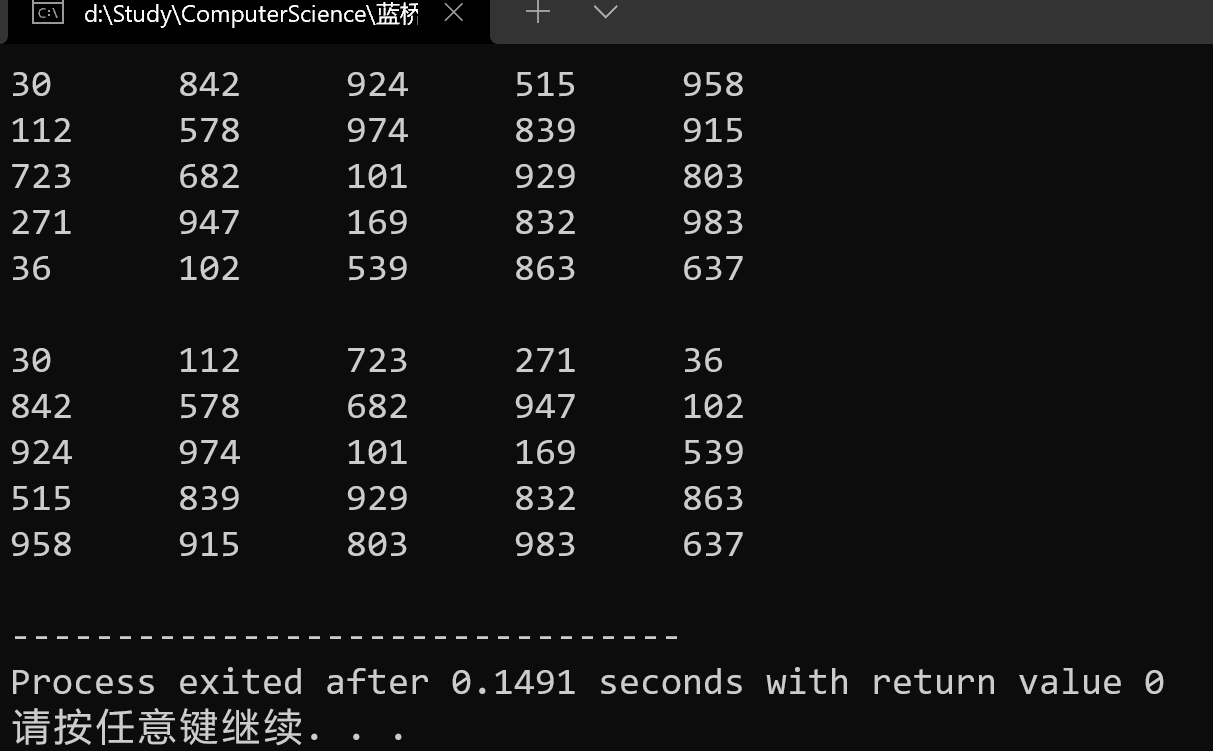 d:\Study\ComputerScience\蓝桥
30 842 924 515 958
112 578 974 839 915
723 682 101 929 803
271 947 169 832 983
36 102 539 863 637
30 112 723 271 36
842 578 682 947 102
924 974 101 169 539
515 839 929 832 863
958 915 803 983 637
--------------------------------
Process exited after 0.1491 seconds with return value 0
请按任意键继续. . .